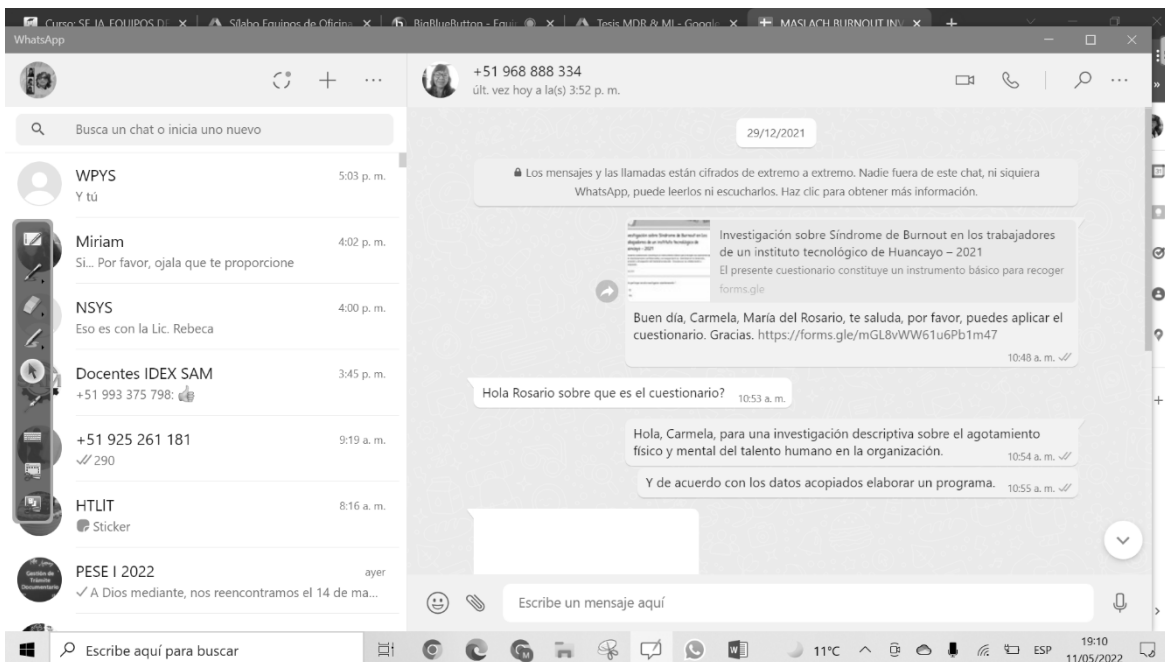 Curso: SE IA EQUIPOS DE
Sílabo Equipos de Oficina
BigBlueButton - Equi
Tesis MDR & MJ - Google
MASLACH BURNOUT INV
WhatsApp
+51 968 888 334
últ. vez hoy a la(s) 3:52 p. m.
Busca un chat o inicia uno nuevo
WPYS
5:03 p. m.
Y tú
Miriam
4:02 p. m.
Si... Por favor, ojala que te proporcione
NSYS
4:00 p. m.
Eso es con la Lic. Rebeca
Docentes IDEX SAM
3:45 p. m.
+51 993 375 798: 👍
+51 925 261 181
9:19 a. m.
290
HTLIT
8:16 a. m.
Sticker
PESE I 2022
ayer
A Dios mediante, nos reencontramos el 14 de ma...
29/12/2021
Los mensajes y las llamadas están cifrados de extremo a extremo. Nadie fuera de este chat, ni siquiera
WhatsApp, puede leerlos ni escucharlos. Haz clic para obtener más información.
Investigación sobre Síndrome de Burnout en los trabajadores
de un instituto tecnológico de Huancayo – 2021
El presente cuestionario constituye un instrumento básico para recoger
forms.gle
Buen día, Carmela, María del Rosario, te saluda, por favor, puedes aplicar el
cuestionario. Gracias. https://forms.gle/mGL8vWW61u6Pb1m47
10:48 a. m.
Hola Rosario sobre que es el cuestionario?
10:53 a. m.
Hola, Carmela, para una investigación descriptiva sobre el agotamiento
físico y mental del talento humano en la organización.
10:54 a. m.
Y de acuerdo con los datos acopiados elaborar un programa.
10:55 a. m.
Escribe un mensaje aquí
Escribe aquí para buscar
11°C
ESP
19:10
11/05/2022